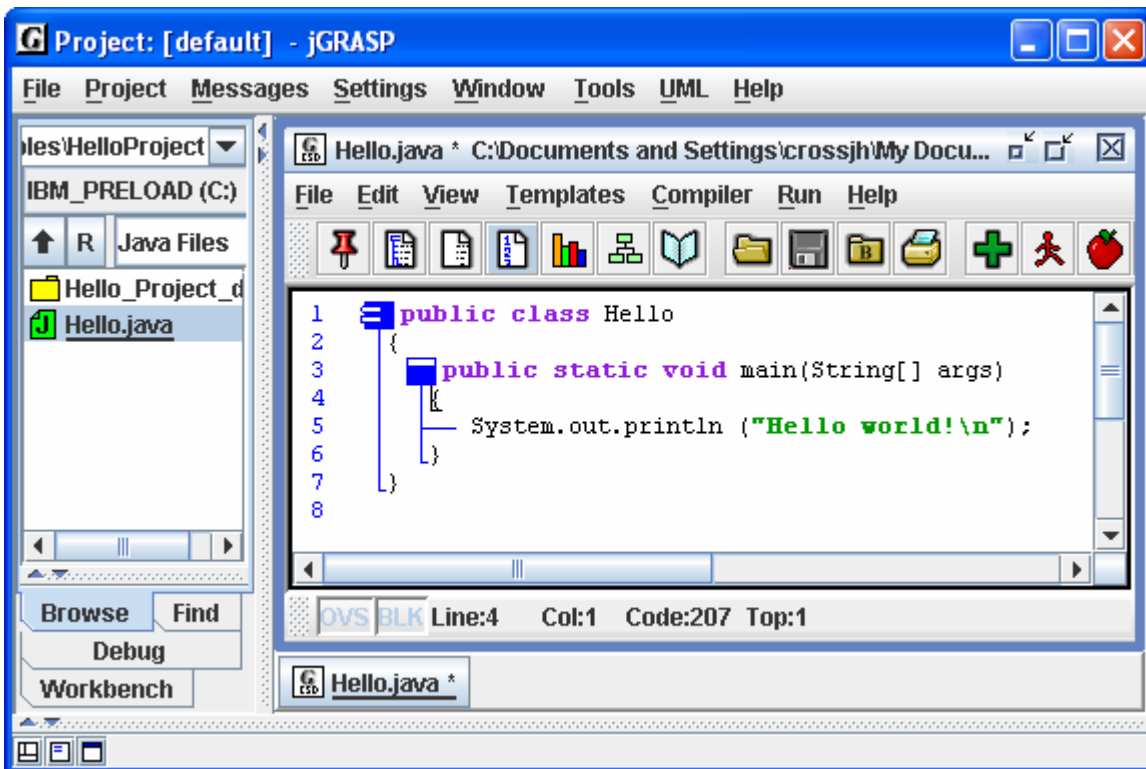 Project: [default] - jGRASP
File Project Messages Settings Window Tools UML Help
ples\HelloProject
IBM_PRELOAD (C:)
R Java Files
Hello_Project_d
Hello.java
Browse Find
Debug
Workbench
Hello.java * C:\Documents and Settings\crossjh\My Docu...
File Edit View Templates Compiler Run Help
1 public class Hello
2 {
3 public static void main(String[] args)
4 {
5 System.out.println ("Hello world!\n");
6 }
7 }
8
OVS BLK Line:4 Col:1 Code:207 Top:1
Hello.java *